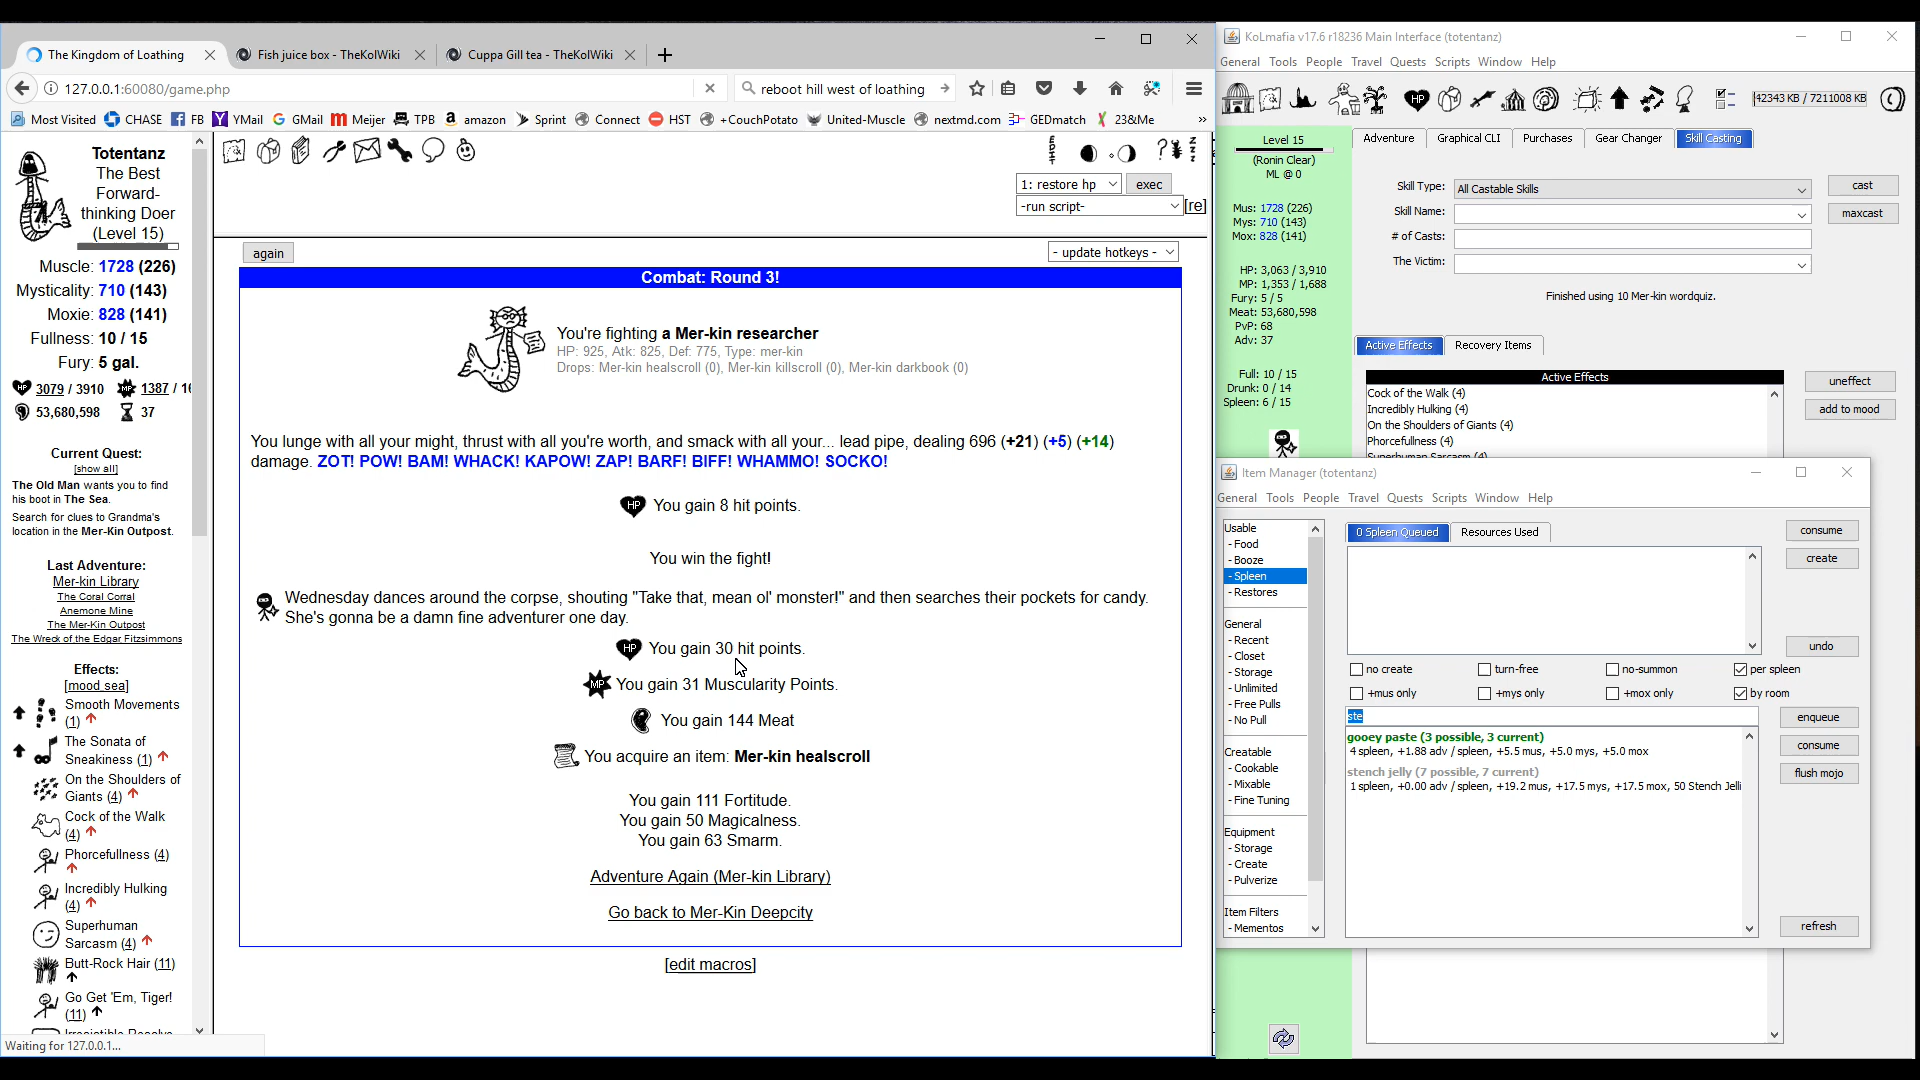 The Kingdom of Loathing
Fish juice box - TheKolWiki
Cuppa Gill tea - TheKolWiki
127.0.0.1:60080/game.php
reboot hill west of loathing
Most Visited
CHASE
FB
YMail
GMail
Meijer
TPB
amazon
Sprint
Connect
HST
+CouchPotato
United-Muscle
nextmd.com
GEDmatch
23&Me
Totentanz
The Best
Forward-
thinking Doer
(Level 15)
Muscle: 1728 (226)
Mysticality: 710 (143)
Moxie: 828 (141)
Fullness: 10 / 15
Fury: 5 gal.
HP 3079 / 3910 MP 1387 / 16
53,680,598 37
Current Quest:
[show all]
The Old Man wants you to find
his boot in The Sea.
Search for clues to Grandma's
location in the Mer-Kin Outpost.
Last Adventure:
Mer-kin Library
The Coral Corral
Anemone Mine
The Mer-Kin Outpost
The Wreck of the Edgar Fitzsimmons
Effects:
[mood sea]
Smooth Movements
(1)
The Sonata of
Sneakiness (1)
On the Shoulders of
Giants (4)
Cock of the Walk
(4)
Phorcefullness (4)
Incredibly Hulking
(4)
Superhuman
Sarcasm (4)
Butt-Rock Hair (11)
Go Get 'Em, Tiger!
(11)
Waiting for 127.0.0.1...
EDIT
1: restore hp
exec
-run script-
[re]
again
- update hotkeys -
Combat: Round 3!
You're fighting a Mer-kin researcher
HP: 925, Atk: 825, Def: 775, Type: mer-kin
Drops: Mer-kin healscroll (0), Mer-kin killscroll (0), Mer-kin darkbook (0)
You lunge with all your might, thrust with all you're worth, and smack with all your... lead pipe, dealing 696 (+21) (+5) (+14)
damage. ZOT! POW! BAM! WHACK! KAPOW! ZAP! BARF! BIFF! WHAMMO! SOCKO!
HP You gain 8 hit points.
You win the fight!
Wednesday dances around the corpse, shouting "Take that, mean ol' monster!" and then searches their pockets for candy.
She's gonna be a damn fine adventurer one day.
HP You gain 30 hit points.
MP You gain 31 Muscularity Points.
You gain 144 Meat
You acquire an item: Mer-kin healscroll
You gain 111 Fortitude.
You gain 50 Magicalness.
You gain 63 Smarm.
Adventure Again (Mer-kin Library)
Go back to Mer-Kin Deepcity
[edit macros]
KoLmafia v17.6 r18236 Main Interface (totentanz)
General Tools People Travel Quests Scripts Window Help
42343 KB / 7211008 KB
Level 15
(Ronin Clear)
ML @ 0
Mus: 1728 (226)
Mys: 710 (143)
Mox: 828 (141)
HP: 3,063 / 3,910
MP: 1,353 / 1,688
Fury: 5 / 5
Meat: 53,680,598
PvP: 68
Adv: 37
Full: 10 / 15
Drunk: 0 / 14
Spleen: 6 / 15
Adventure
Graphical CLI
Purchases
Gear Changer
Skill Casting
Skill Type: All Castable Skills
Skill Name:
# of Casts:
The Victim:
cast
maxcast
Finished using 10 Mer-kin wordquiz.
Active Effects
Recovery Items
Active Effects
Cock of the Walk (4)
Incredibly Hulking (4)
On the Shoulders of Giants (4)
Phorcefullness (4)
Superhuman Sarcasm (4)
uneffect
add to mood
Item Manager (totentanz)
General Tools People Travel Quests Scripts Window Help
Usable
- Food
- Booze
- Spleen
- Restores
General
- Recent
- Closet
- Storage
- Unlimited
- Free Pulls
- No Pull
Creatable
- Cookable
- Mixable
- Fine Tuning
Equipment
- Storage
- Create
- Pulverize
Item Filters
- Mementos
0 Spleen Queued
Resources Used
consume
create
undo
no create
turn-free
no-summon
per spleen
+mus only
+mys only
+mox only
by room
ste
gooey paste (3 possible, 3 current)
4 spleen, +1.88 adv / spleen, +5.5 mus, +5.0 mys, +5.0 mox
stench jelly (7 possible, 7 current)
1 spleen, +0.00 adv / spleen, +19.2 mus, +17.5 mys, +17.5 mox, 50 Stench Jelli
enqueue
consume
flush mojo
refresh